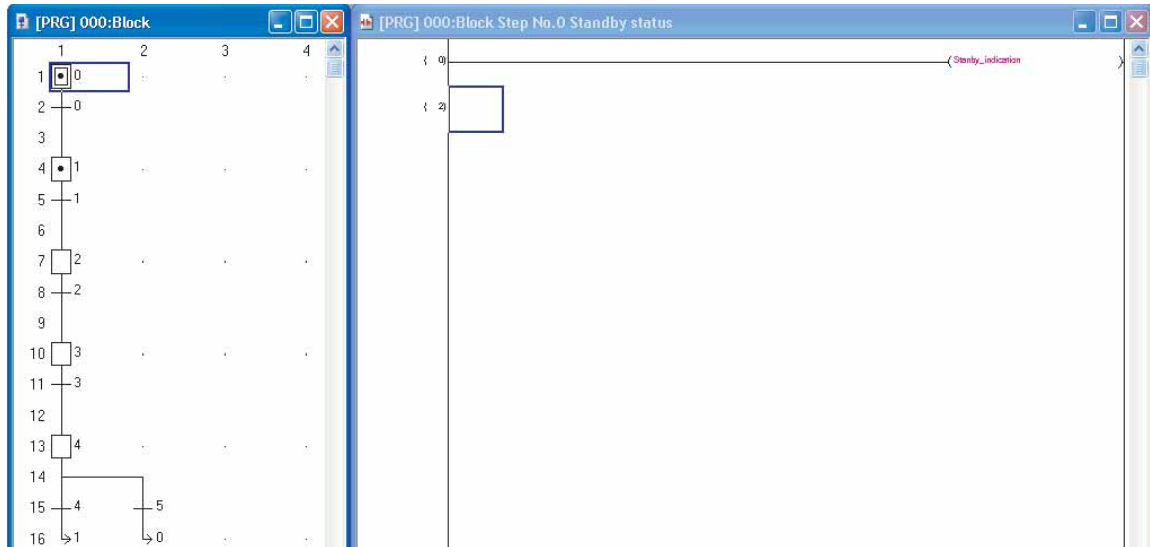 [PRG] 000:Block
1 2 3 4
1 0
2 0
3
4 1
5 1
6
7 2
8 2
9
10 3
11 3
12
13 4
14
15 4 5
16 1 0
[PRG] 000:Block Step No.0 Standby status
( 0) Stanby_indication
( 2)